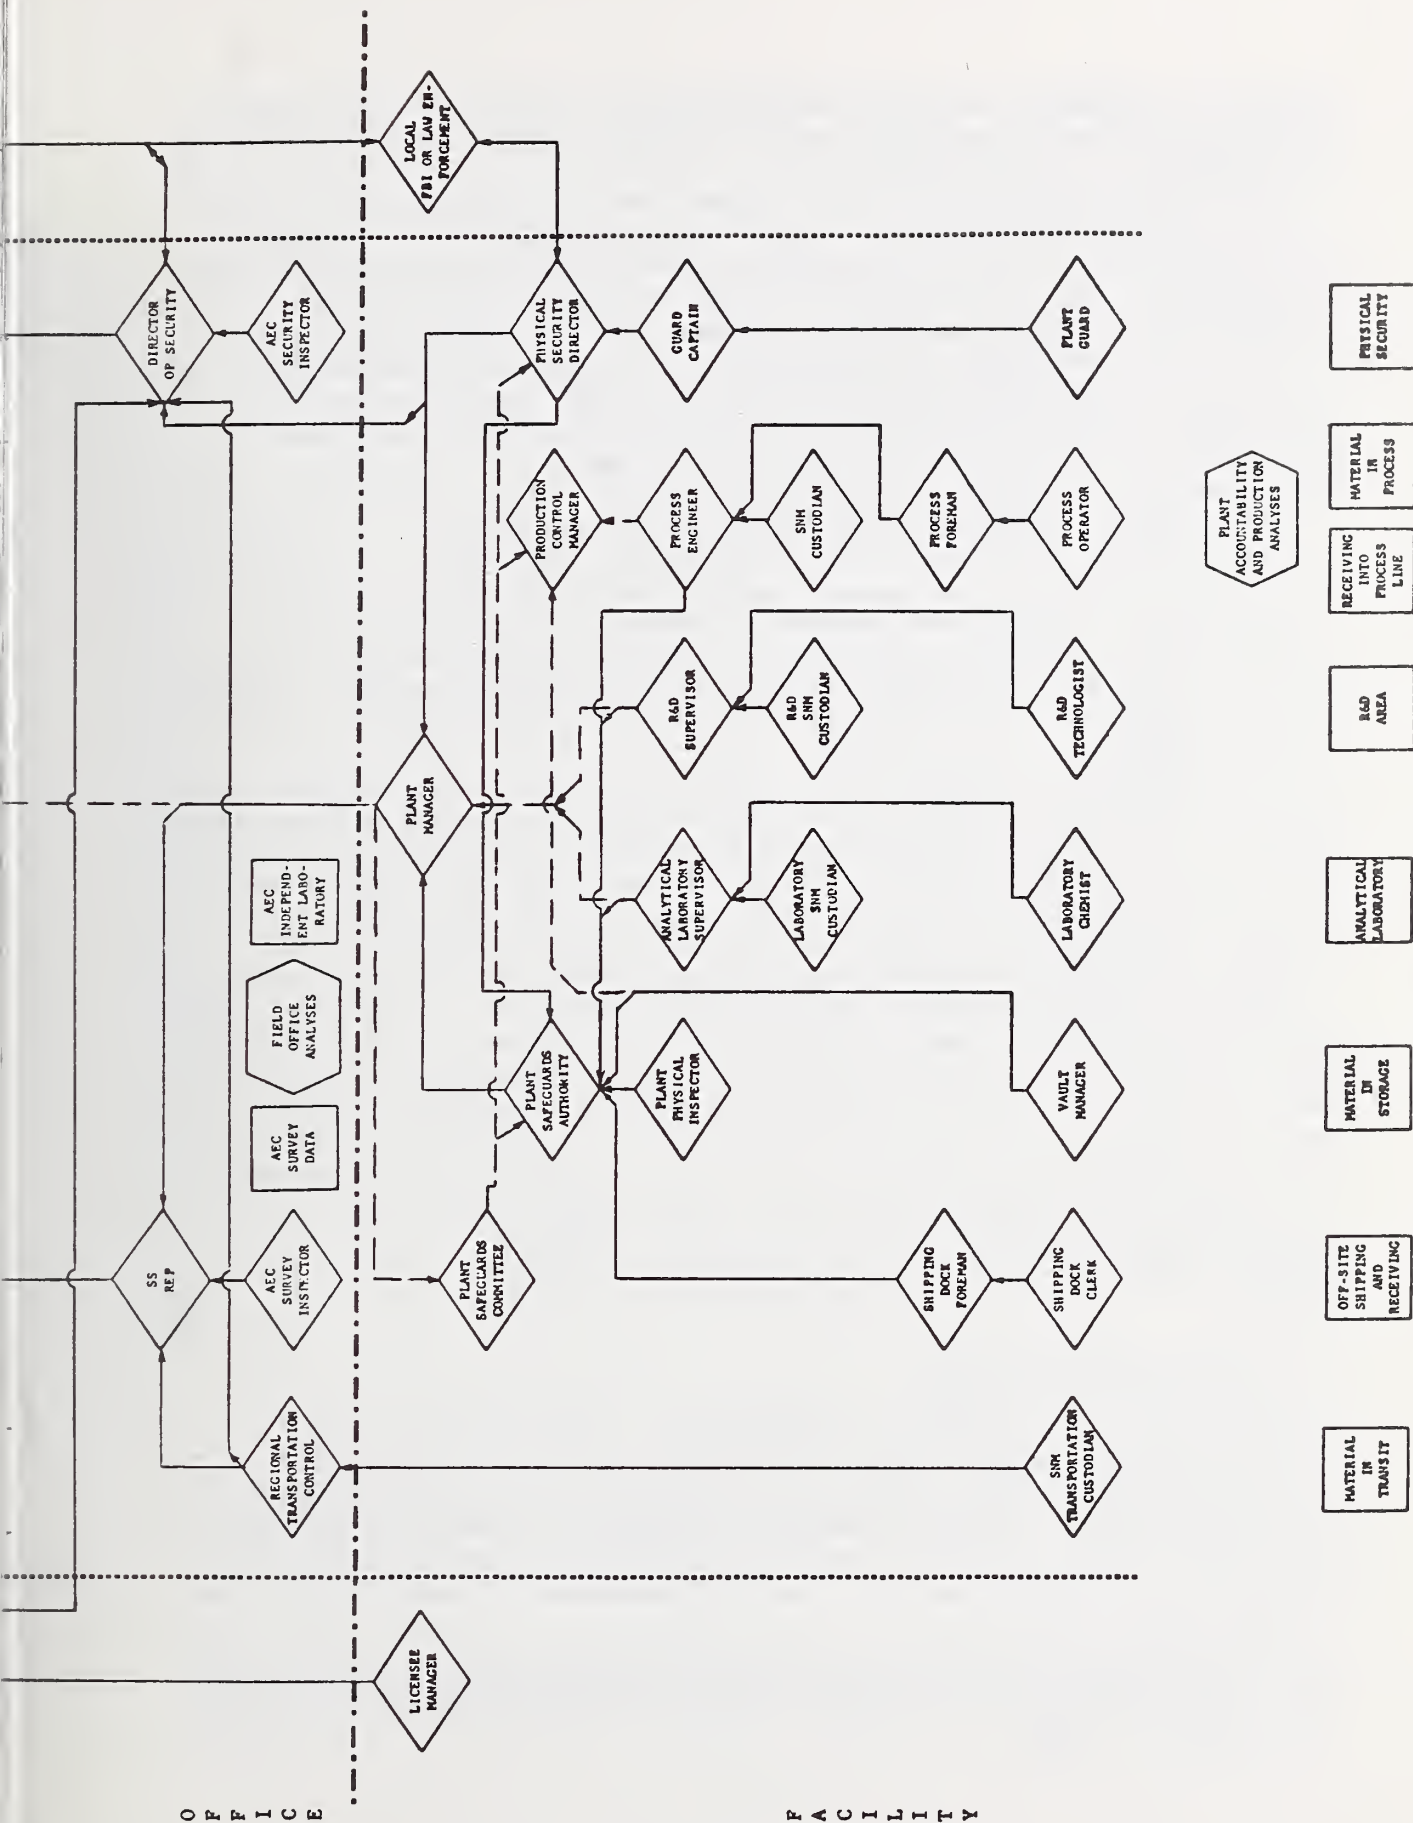 OFFICE
SS
REP
DIRECTOR
OP SECURITY
REGIONAL
TRANSPORTATION
CONTROL
AEC
SURVEY
INSPECTOR
AEC
SURVEY
DATA
FIELD
OFFICE
ANALYSES
AEC
INDEPEND-
ENT LABO-
RATORY
AEC
SECURITY
INSPECTOR
FACILITY
LICENSEE
MANAGER
PLANT
MANAGER
LOCAL
FBI OR LAW EN-
FORCEMENT
PLANT
SAFEGUARDS
COMMITTEE
PLANT
SAFEGUARDS
AUTHORITY
PRODUCTION
CONTROL
MANAGER
PHYSICAL
SECURITY
DIRECTOR
PLANT
PHYSICAL
INSPECTOR
ANALYTICAL
LABORATORY
SUPERVISOR
R&D
SUPERVISOR
PROCESS
ENGINEER
GUARD
CAPTAIN
LABORATORY
SNM
CUSTODIAN
R&D
SNM
CUSTODIAN
SNM
CUSTODIAN
SHIPPING
DOCK
FOREMAN
PROCESS
FOREMAN
SNM
TRANSPORTATION
CUSTODIAN
SHIPPING
DOCK
CLERK
VAULT
MANAGER
LABORATORY
CHEMIST
R&D
TECHNOLOGIST
PROCESS
OPERATOR
PLANT
GUARD
PLANT
ACCOUNTABILITY
AND PRODUCTION
ANALYSES
MATERIAL
IN
TRANSIT
OFF-SITE
SHIPPING
AND
RECEIVING
MATERIAL
IN
STORAGE
ANALYTICAL
LABORATORY
R&D
AREA
RECEIVING
INTO
PROCESS
LINE
MATERIAL
IN
PROCESS
PHYSICAL
SECURITY